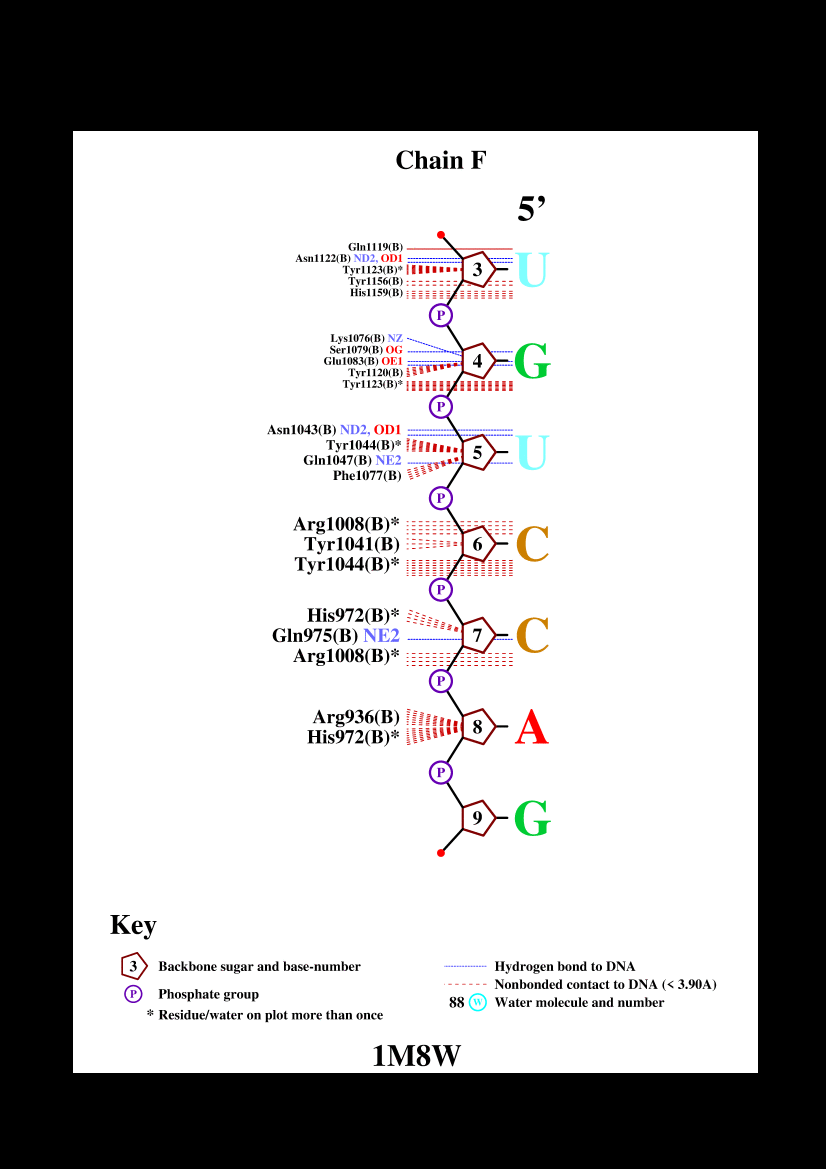 Chain F
5’
Gln1119(B)
Asn1122(B) ND2, OD1
Tyr1123(B)*
Tyr1156(B)
His1159(B)
3 U
P
Lys1076(B) NZ
Ser1079(B) OG
Glu1083(B) OE1
Tyr1120(B)
Tyr1123(B)*
4 G
P
Asn1043(B) ND2, OD1
Tyr1044(B)*
Gln1047(B) NE2
Phe1077(B)
5 U
P
Arg1008(B)*
Tyr1041(B)
Tyr1044(B)*
6 C
P
His972(B)*
Gln975(B) NE2
Arg1008(B)*
7 C
P
Arg936(B)
His972(B)*
8 A
P
9 G
Key
3 Backbone sugar and base-number
P Phosphate group
* Residue/water on plot more than once
Hydrogen bond to DNA
Nonbonded contact to DNA (< 3.90A)
88 W Water molecule and number
1M8W